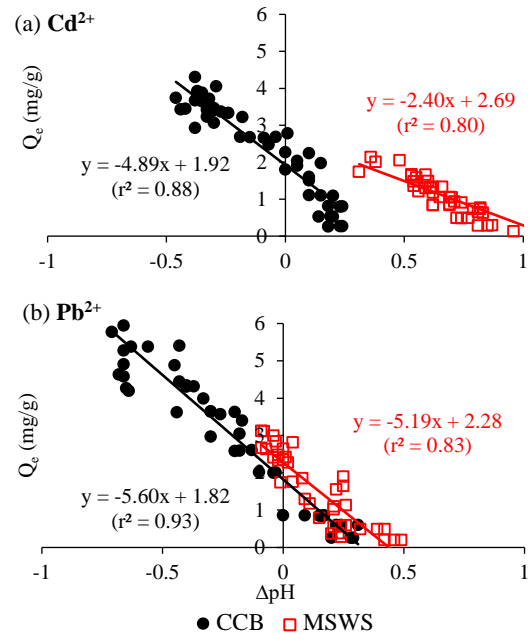 (a) Cd²⁺
Qₑ (mg/g)
6
5
4
3
2
1
0
y = -2.40x + 2.69
(r² = 0.80)
y = -4.89x + 1.92
(r² = 0.88)
-1 -0.5 0 0.5 1
(b) Pb²⁺
Qₑ (mg/g)
6
5
4
3
2
1
0
y = -5.19x + 2.28
(r² = 0.83)
y = -5.60x + 1.82
(r² = 0.93)
-1 -0.5 0 0.5 1
ΔpH
CCB MSWS